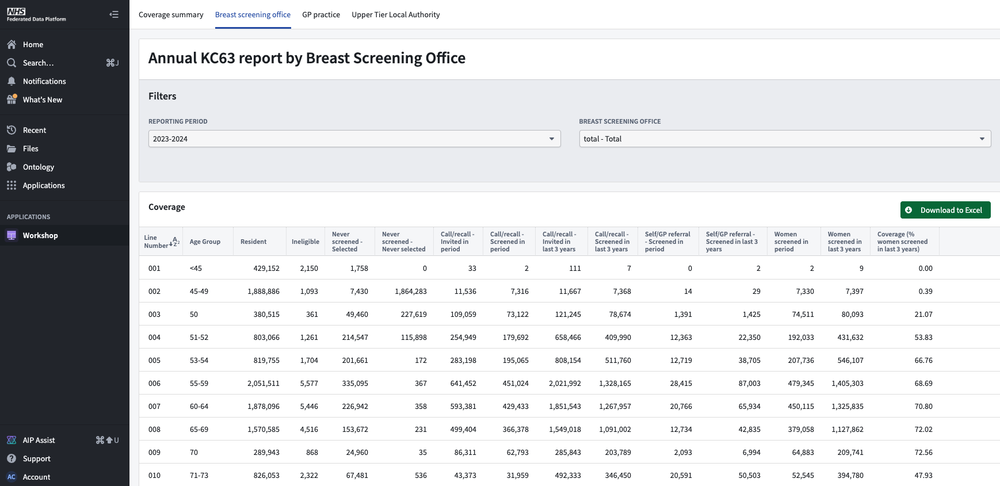 NHS
Federated Data Platform
Home
Search… ⌘J
Notifications
What's New
Recent
Files
Ontology
Applications
APPLICATIONS
Workshop
AIP Assist ⌘⬆U
Support
AC Account
Coverage summary Breast screening office GP practice Upper Tier Local Authority
Annual KC63 report by Breast Screening Office
Filters
REPORTING PERIOD BREAST SCREENING OFFICE
2023-2024 total - Total
Coverage
Download to Excel
Line Number AZ2 Age Group Resident Ineligible Never screened - Selected Never screened - Never selected Call/recall - Invited in period Call/recall - Screened in period Call/recall - Invited in last 3 years Call/recall - Screened in last 3 years Self/GP referral - Screened in period Self/GP referral - Screened in last 3 years Women screened in period Women screened in last 3 years Coverage (% women screened in last 3 years)
001 <45 429,152 2,150 1,758 0 33 2 111 7 0 2 2 9 0.00
002 45-49 1,888,886 1,093 7,430 1,864,283 11,536 7,316 11,667 7,368 14 29 7,330 7,397 0.39
003 50 380,515 361 49,460 227,619 109,059 73,122 121,245 78,674 1,391 1,425 74,511 80,093 21.07
004 51-52 803,066 1,261 214,547 115,898 254,949 179,692 658,466 409,990 12,363 22,350 192,033 431,632 53.83
005 53-54 819,755 1,704 201,661 172 283,198 195,065 808,154 511,760 12,719 38,705 207,736 546,107 66.76
006 55-59 2,051,511 5,577 335,095 367 641,452 451,024 2,021,992 1,328,165 28,415 87,003 479,345 1,405,303 68.69
007 60-64 1,878,096 5,446 226,942 358 593,381 429,433 1,851,543 1,267,957 20,766 65,934 450,115 1,325,835 70.80
008 65-69 1,570,585 4,516 153,672 231 499,404 366,378 1,549,018 1,091,002 12,734 42,835 379,058 1,127,862 72.02
009 70 289,943 868 24,960 35 86,311 62,793 285,843 203,789 2,093 6,994 64,883 209,741 72.56
010 71-73 826,053 2,322 67,481 536 43,373 31,959 492,333 346,450 20,591 50,503 52,545 394,780 47.93